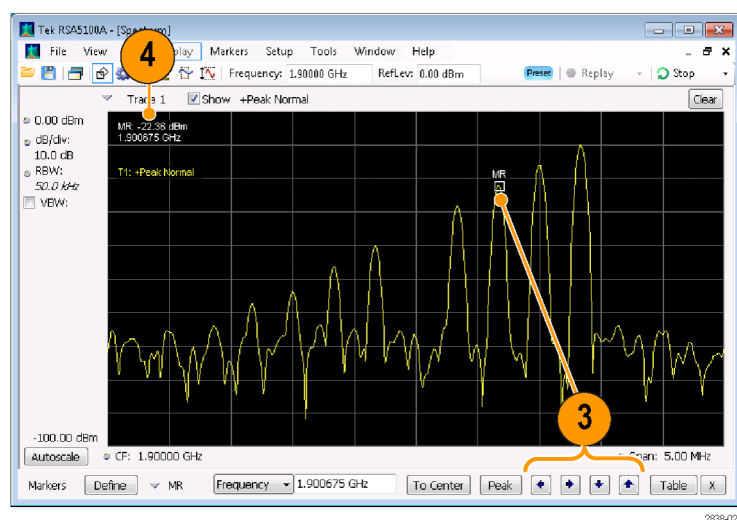 Tek RSA5100A - [Spectrum]
File View Markers Setup Tools Window Help
Frequency: 1.90000 GHz RefLev: 0.00 dBm Preset Replay Stop
Trace 1 Show +Peak Normal Clear
0.00 dBm
dB/div:
10.0 dB
RBW:
50.0 kHz
VBW:
MR: -22.36 dBm
1.900675 GHz
T1: +Peak Normal
MR
4
3
-100.00 dBm
Autoscale CF: 1.90000 GHz Span: 5.00 MHz
Markers Define MR Frequency 1.900675 GHz To Center Peak Table X
2838-02